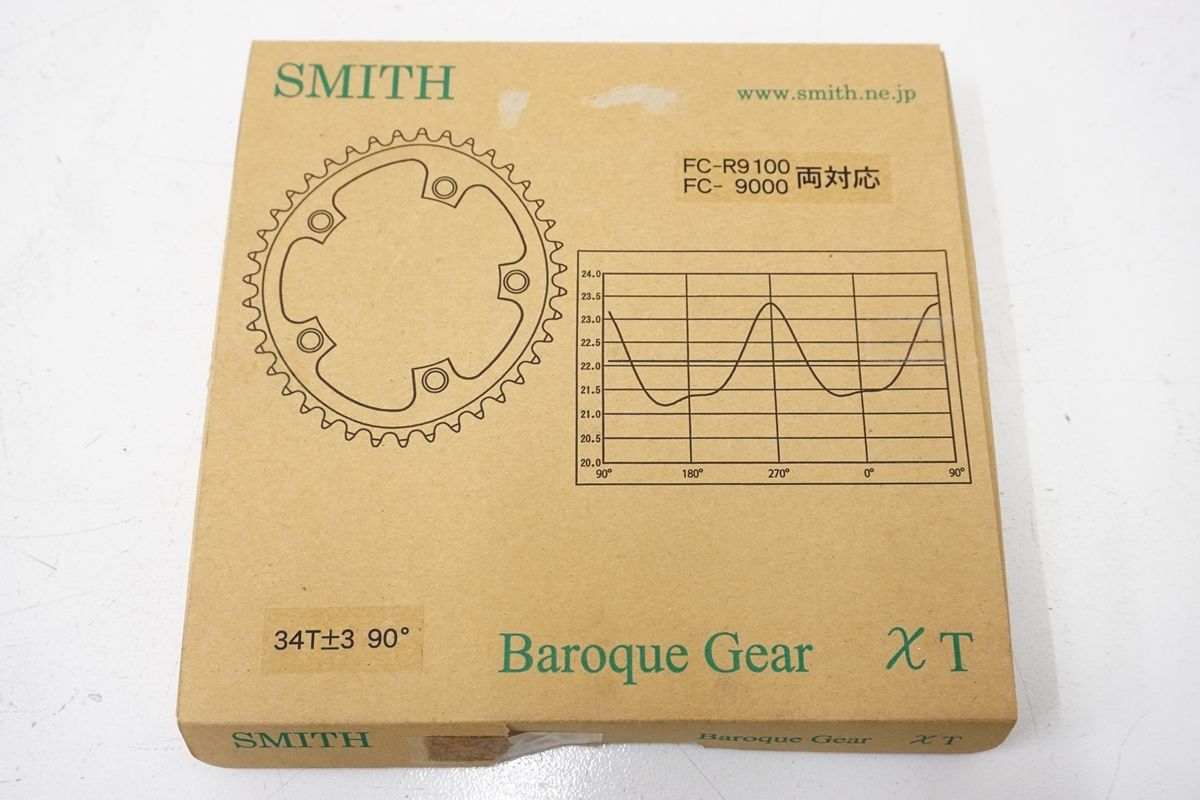 SMITH
www.smith.ne.jp
FC-R9100
FC- 9000 両対応
24.0
23.5
23.0
22.5
22.0
21.5
21.0
20.5
20.0
90° 180° 270° 0° 90°
34T±3 90°
Baroque Gear χ T
SMITH
Baroque Gear χ T